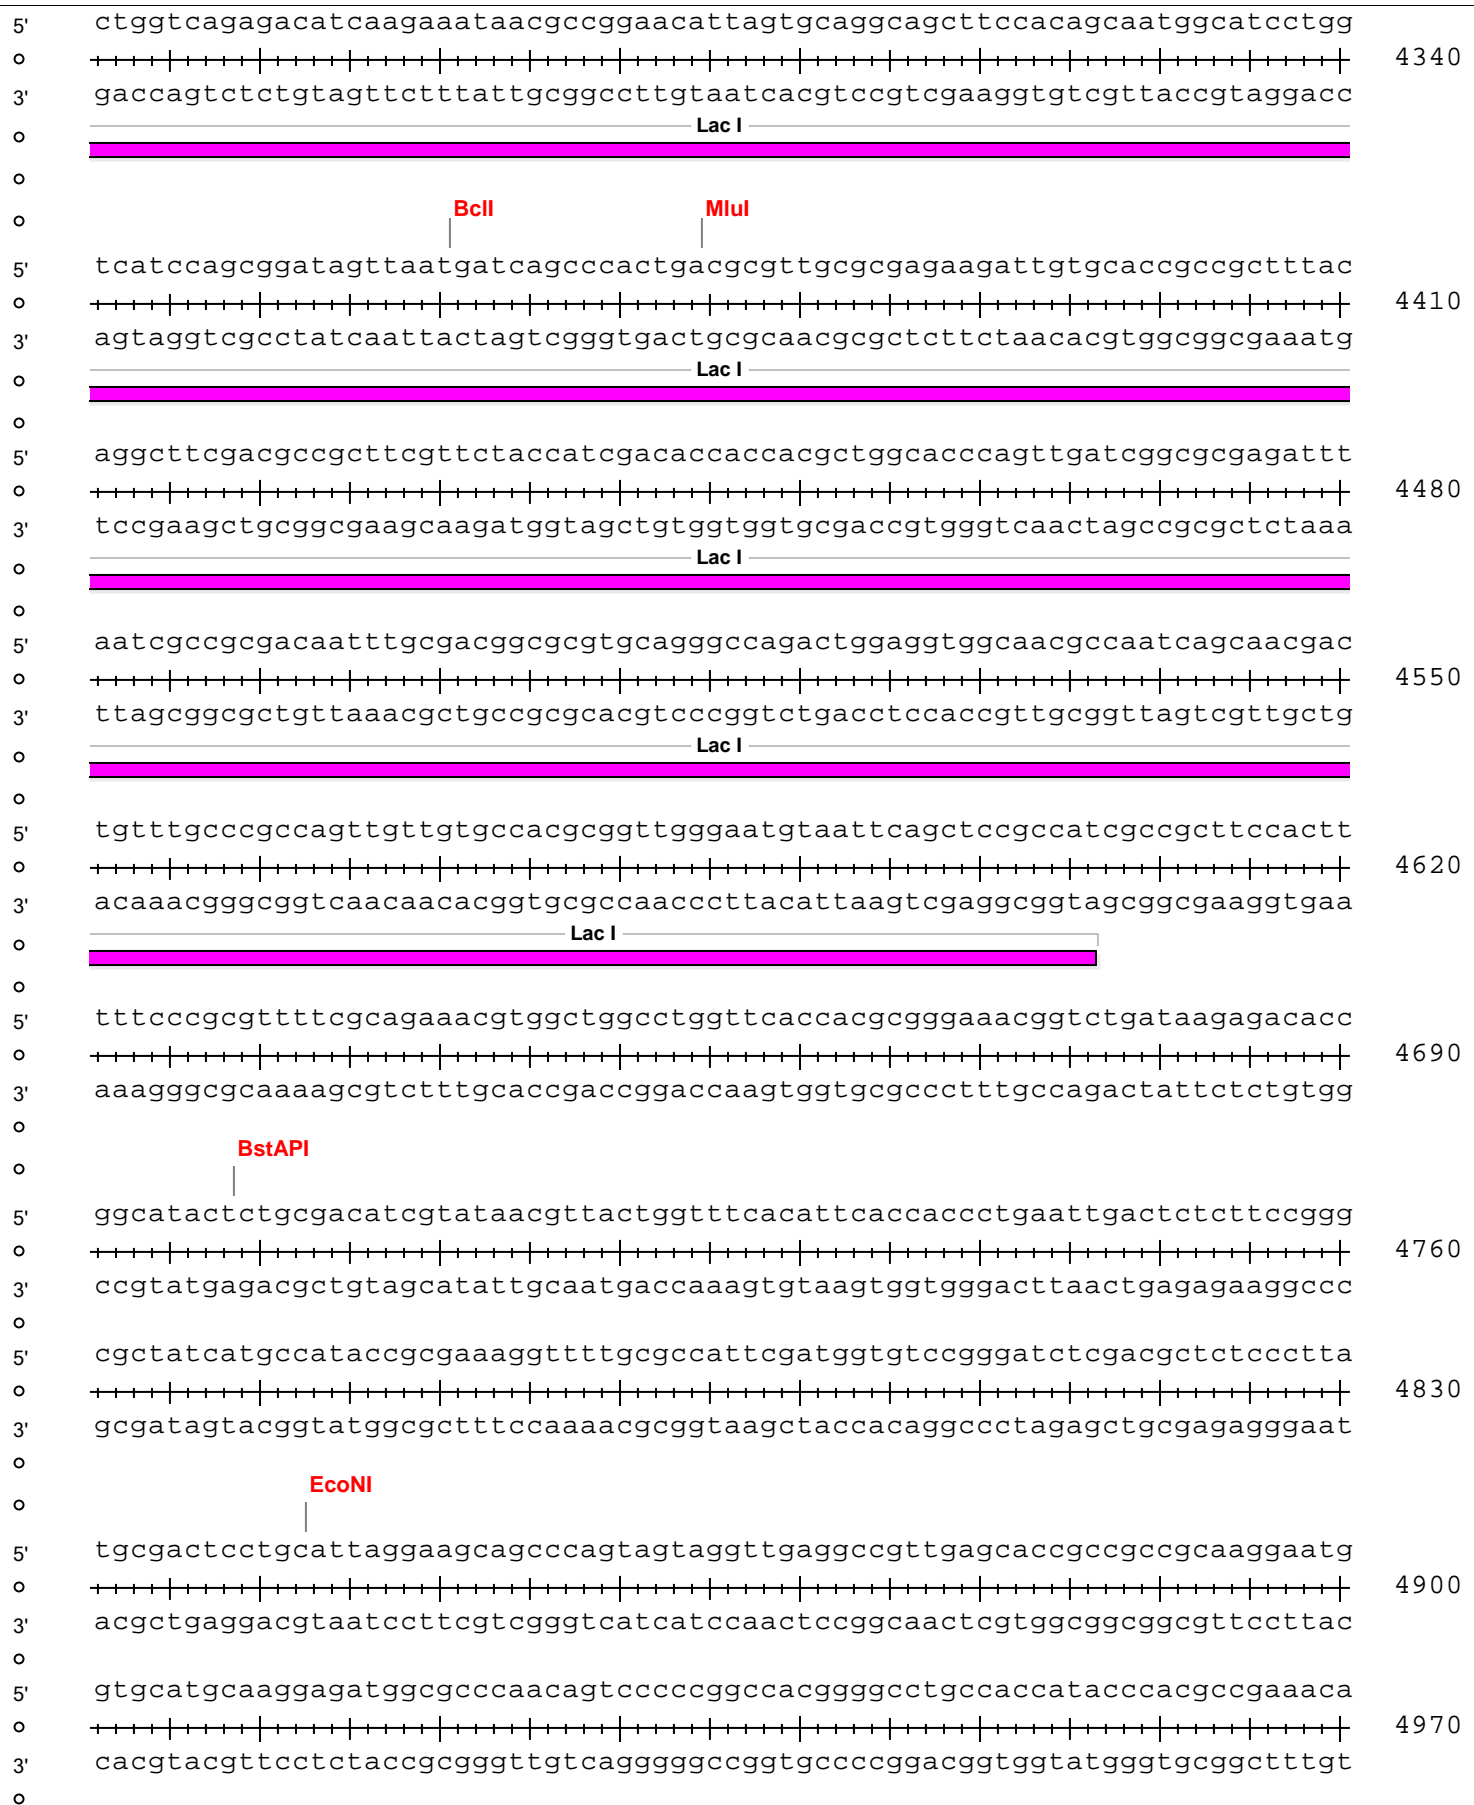 5' ctggtcagagacatcaagaaataacgccggaacattagtgcaggcagcttccacagcaatggcatcctgg
4340
3' gaccagtctctgtagttctttattgcggccttgtaatcacgtccgtcgaaggtgtcgttaccgtaggacc
Lac I
BclI MluI
5' tcatccagcggatagttaatgatcagcccactgacgcgttgcgcgagaagattgtgcaccgccgctttac
4410
3' agtaggtcgcctatcaattactagtcgggtgactgcgcaacgcgctcttctaacacgtggcggcgaaatg
Lac I
5' aggcttcgacgccgcttcgttctaccatcgacaccaccacgctggcacccagttgatcggcgcgagattt
4480
3' tccgaagctgcggcgaagcaagatggtagctgtggtggtgcgaccgtgggtcaactagccgcgctctaaa
Lac I
5' aatcgccgcgacaatttgcgacggcgcgtgcagggccagactggaggtggcaacgccaatcagcaacgac
4550
3' ttagcggcgctgttaaacgctgccgcgcacgtcccggtctgacctccaccgttgcggttagtcgttgctg
Lac I
5' tgtttgcccgccagttgttgtgccacgcggttgggaatgtaattcagctccgccatcgccgcttccactt
4620
3' acaaacgggcggtcaacaacacggtgcgccaacccttacattaagtcgaggcggtagcggcgaaggtgaa
Lac I
5' tttcccgcgttttcgcagaaacgtggctggcctggttcaccacgcgggaaacggtctgataagagacacc
4690
3' aaagggcgcaaaagcgtctttgcaccgaccggaccaagtggtgcgccctttgccagactattctctgtgg
BstAPI
5' ggcatactctgcgacatcgtataacgttactggtttcacattcaccaccctgaattgactctcttccggg
4760
3' ccgtatgagacgctgtagcatattgcaatgaccaaagtgtaagtggtgggacttaactgagagaaggccc
5' cgctatcatgccataccgcgaaaggttttgcgccattcgatggtgtccgggatctcgacgctctccctta
4830
3' gcgatagtacggtatggcgctttccaaaacgcggtaagctaccacaggccctagagctgcgagagggaat
EcoNI
5' tgcgactcctgcattaggaagcagcccagtagtaggttgaggccgttgagcaccgccgccgcaaggaatg
4900
3' acgctgaggacgtaatccttcgtcgggtcatcatccaactccggcaactcgtggcggcggcgttccttac
5' gtgcatgcaaggagatggcgcccaacagtcccccggccacggggcctgccaccatacccacgccgaaaca
4970
3' cacgtacgttcctctaccgcgggttgtcagggggccggtgccccggacggtggtatgggtgcggctttgt